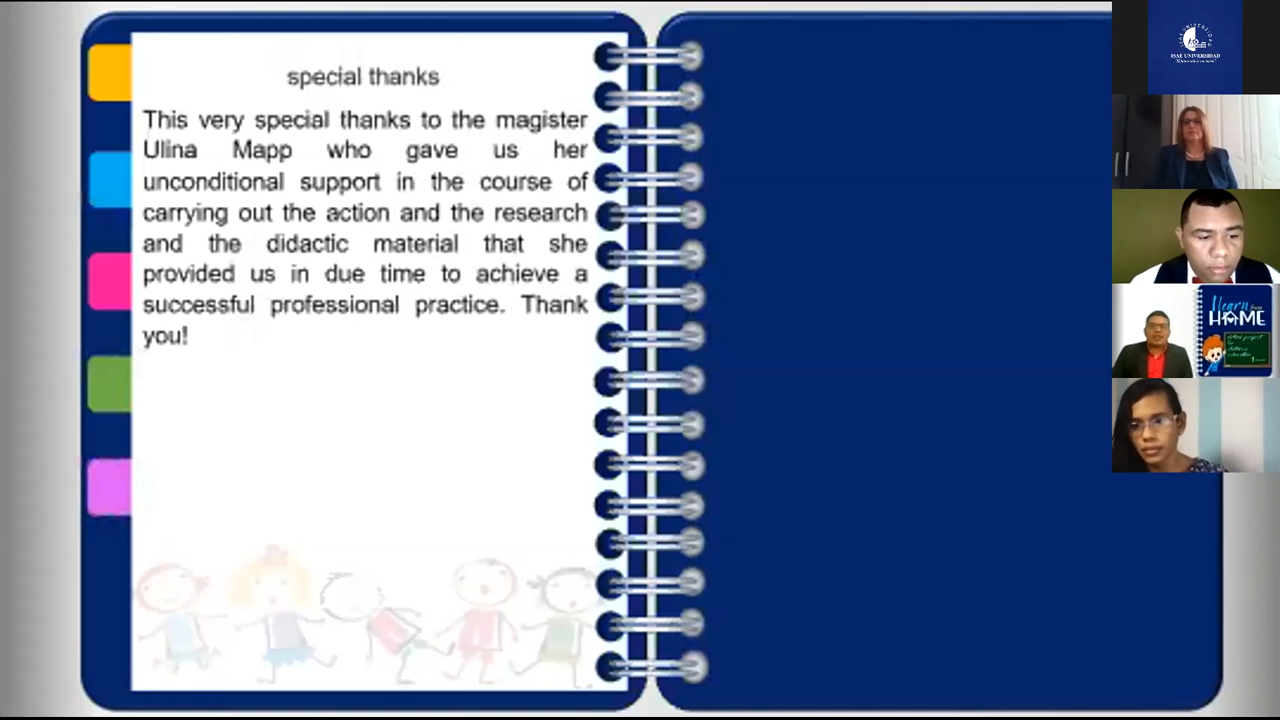 special thanks
This very special thanks to the magister
Ulina Mapp who gave us her
unconditional support in the course of
carrying out the action and the research
and the didactic material that she
provided us in due time to achieve a
successful professional practice. Thank
you!
ISAE UNIVERSIDAD
HOME